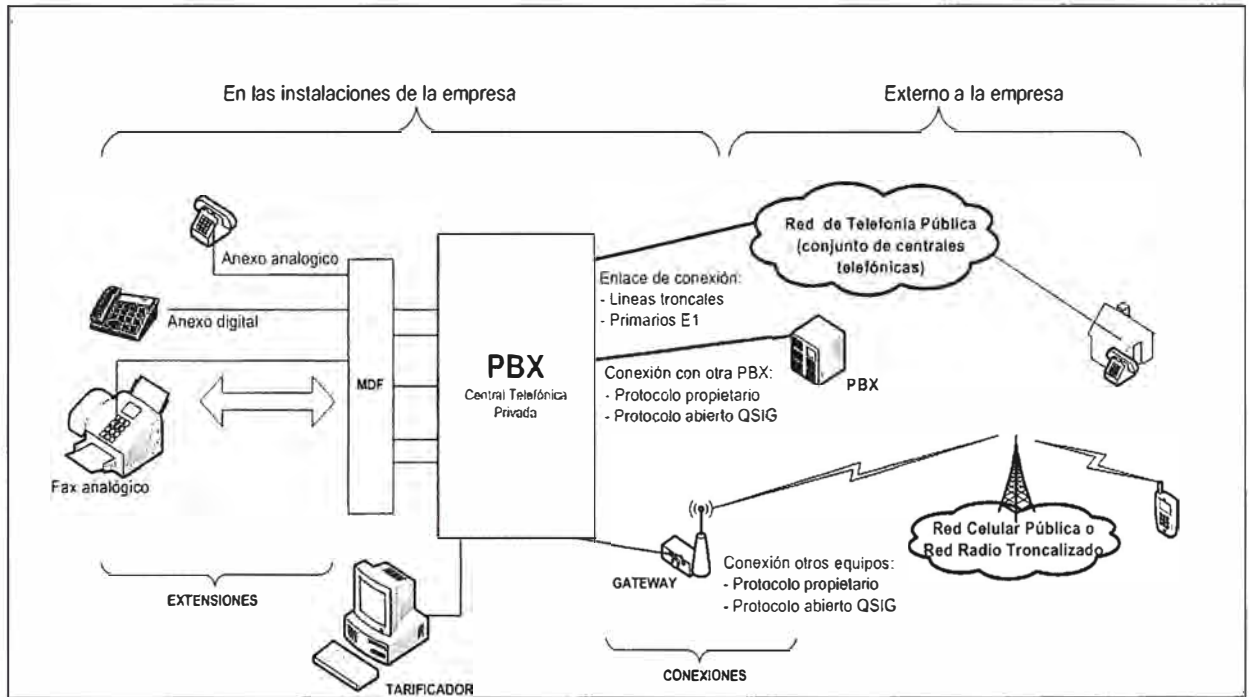 En las instalaciones de la empresa
Externo a la empresa
Anexo analogico
Anexo digital
Fax analógico
MDF
PBX
Central Telefónica
Privada
Red de Telefonía Pública
(conjunto de centrales
telefónicas)
Enlace de conexión:
- Lineas troncales
- Primarios E1
Conexión con otra PBX:
- Protocolo propietario
- Protocolo abierto QSIG
PBX
Red Celular Pública o
Red Radio Troncalizado
GATEWAY
Conexión otros equipos:
- Protocolo propietario
- Protocolo abierto QSIG
EXTENSIONES
TARIFICADOR
CONEXIONES